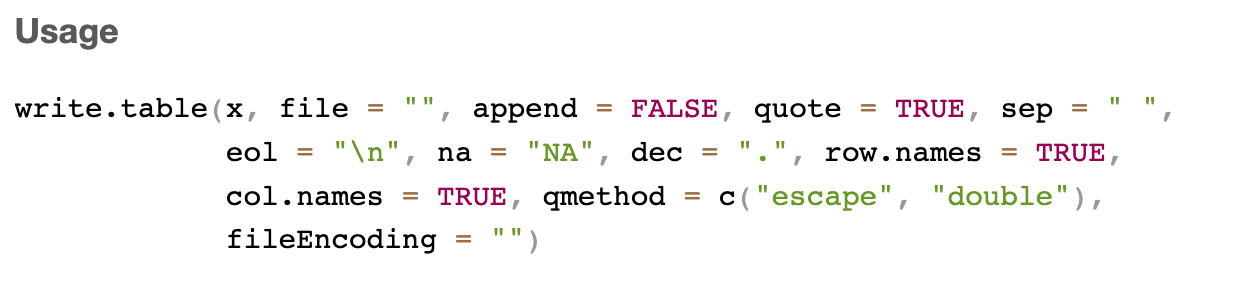 Usage
write.table(x, file = "", append = FALSE, quote = TRUE, sep = " ",
eol = "\n", na = "NA", dec = ".", row.names = TRUE,
col.names = TRUE, qmethod = c("escape", "double"),
fileEncoding = "")